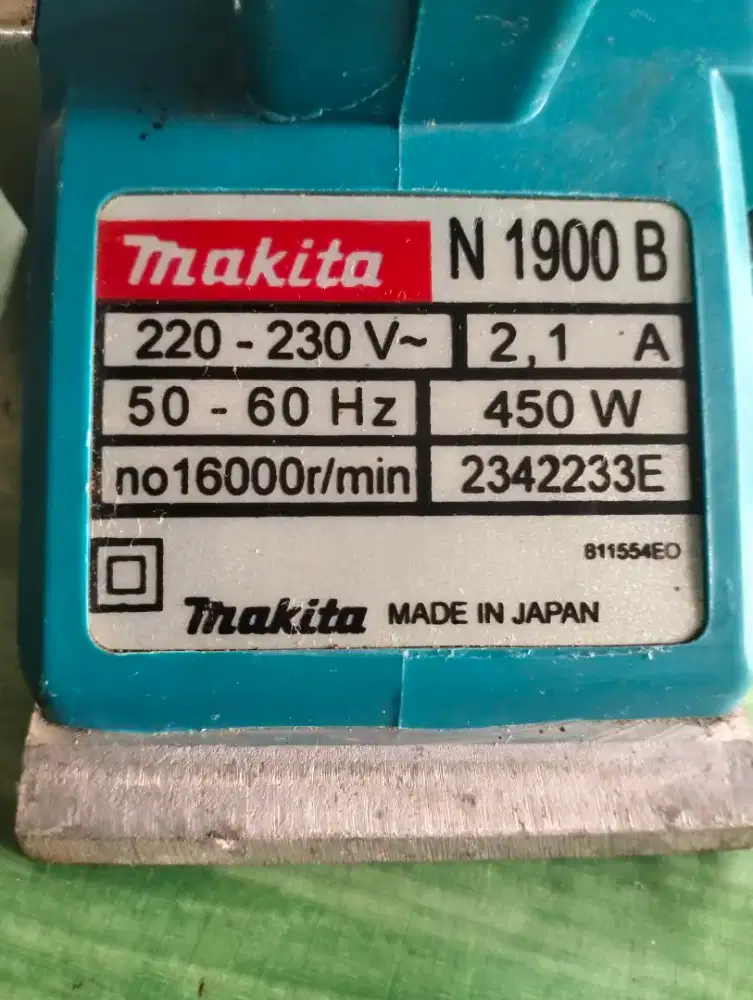 makita N 1900 B
220 - 230 V~ 2,1 A
50 - 60 Hz 450 W
no16000r/min 2342233E
811554EO
makita MADE IN JAPAN